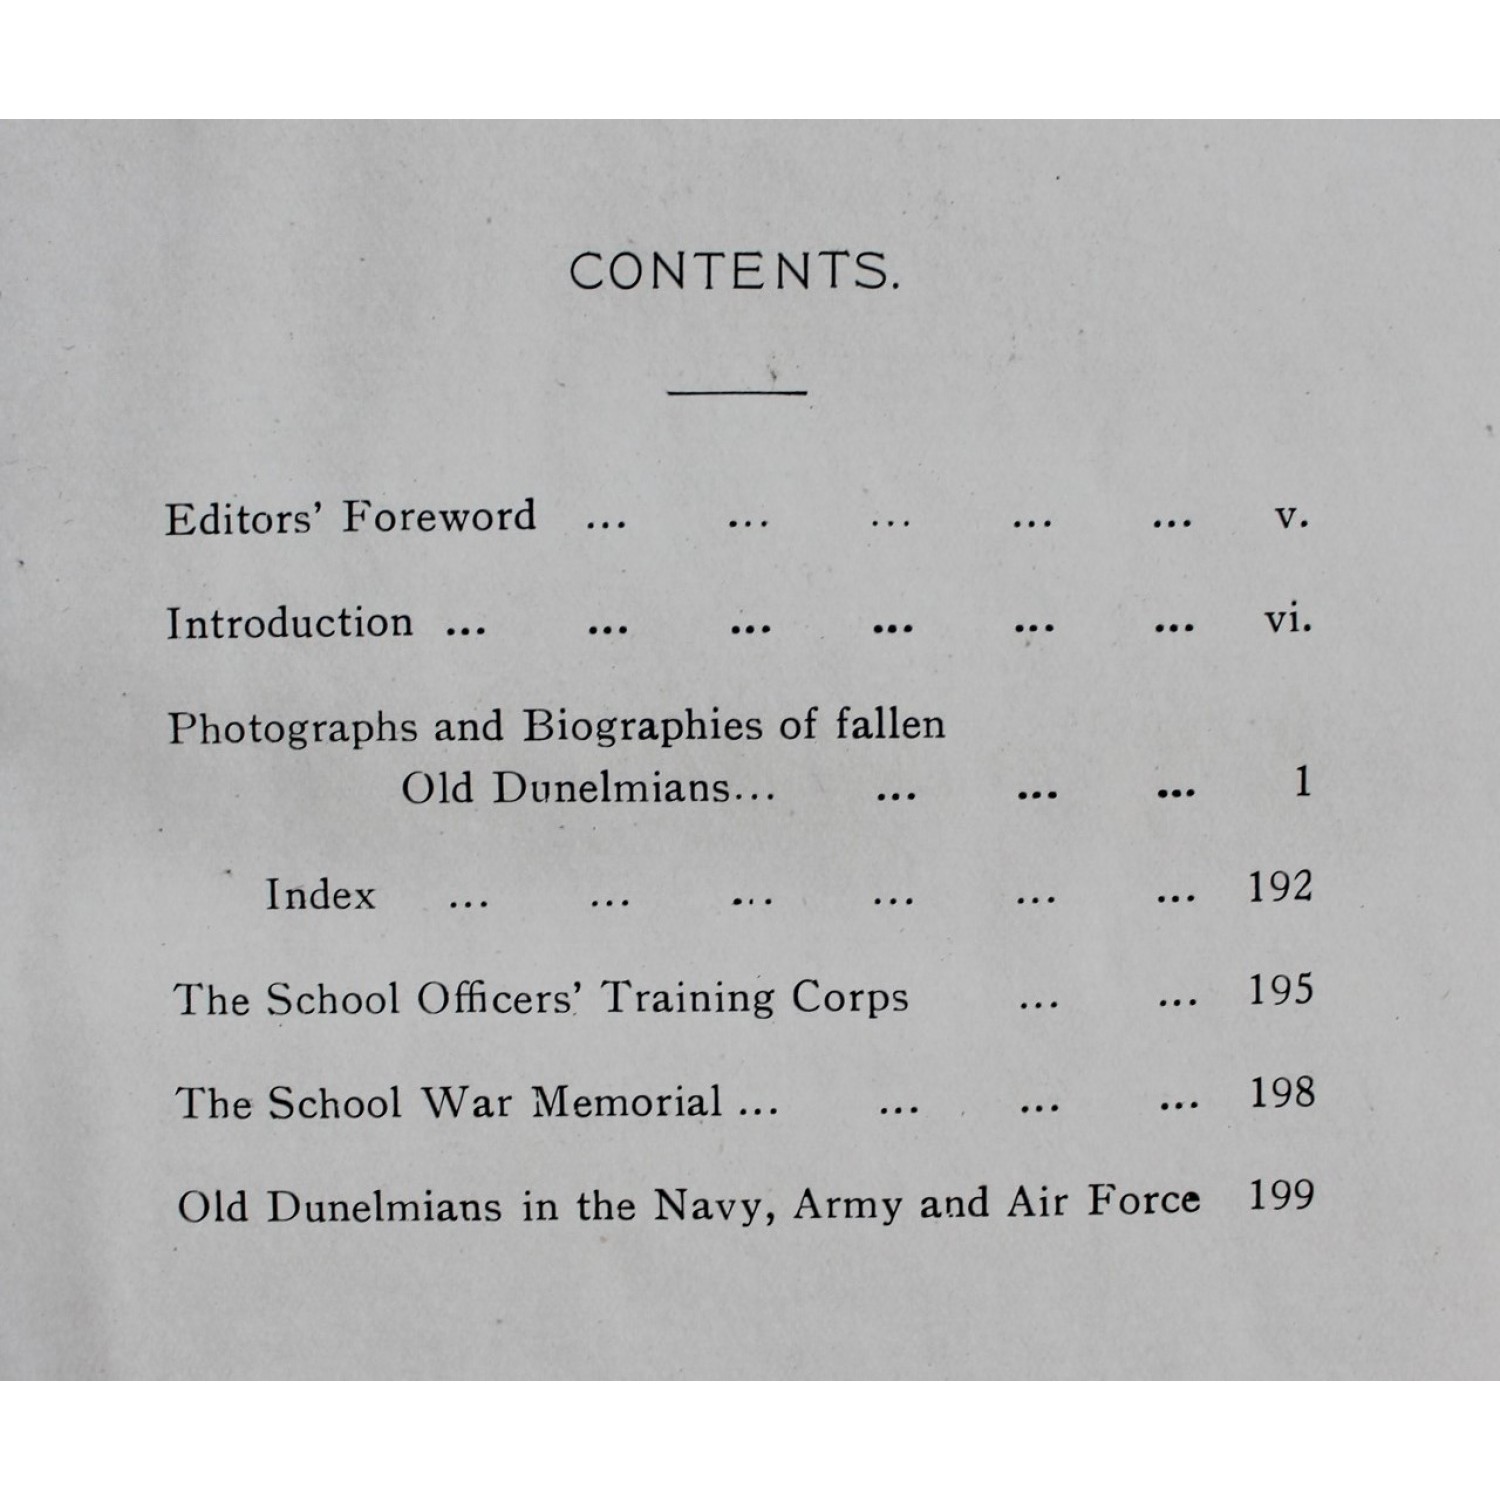 CONTENTS.
Editors' Foreword ... ... ... ... ... v.
Introduction ... ... ... ... ... ... vi.
Photographs and Biographies of fallen
Old Dunelmians... ... ... ... 1
Index ... ... ... ... ... ... 192
The School Officers' Training Corps ... ... 195
The School War Memorial ... ... ... ... 198
Old Dunelmians in the Navy, Army and Air Force 199